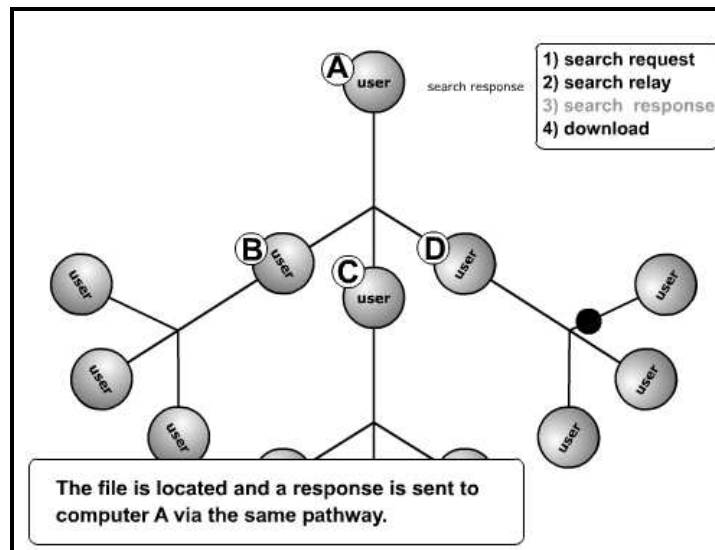 A
user
search response
1) search request
2) search relay
3) search response
4) download
B
user
C
user
D
user
user
user
user
user
user
user
The file is located and a response is sent to
computer A via the same pathway.